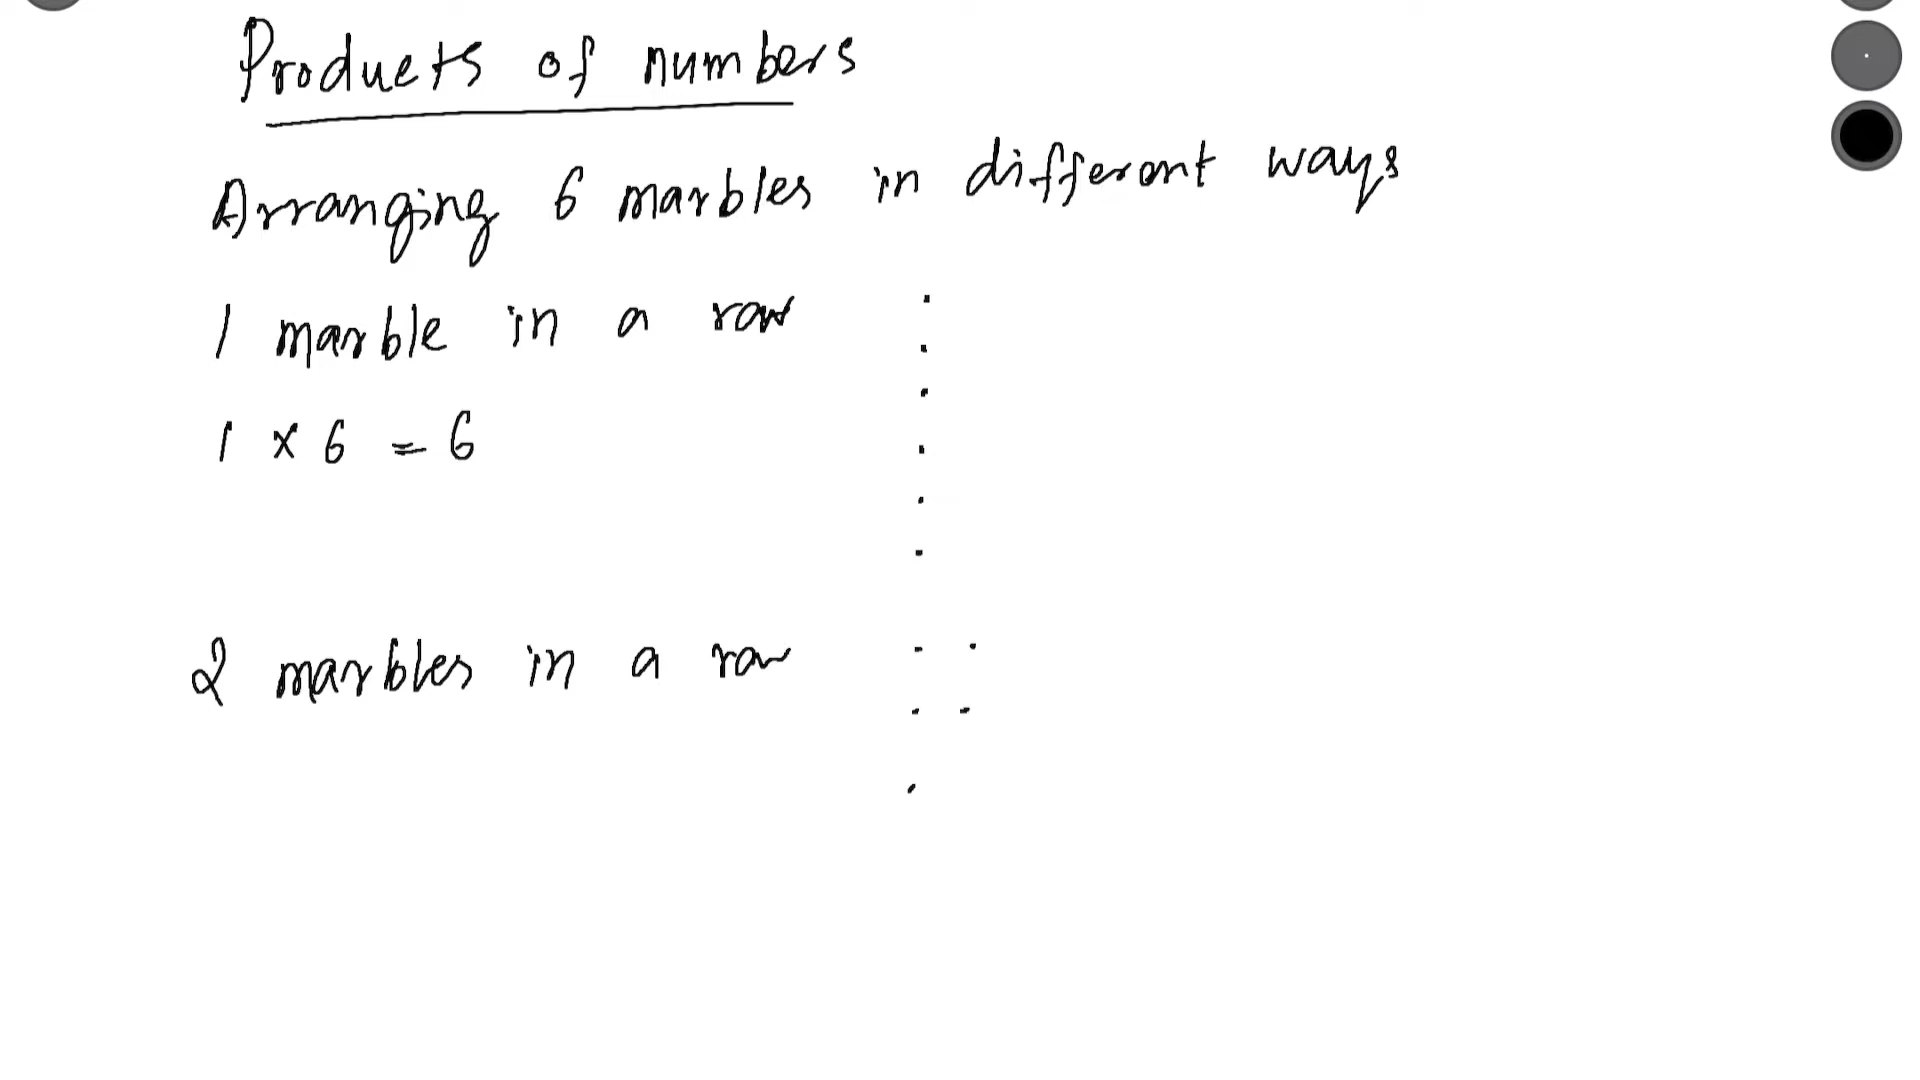 Products of numbers
Arranging 6 marbles in different ways
1 marble in a row
1 × 6 = 6
2 marbles in a row